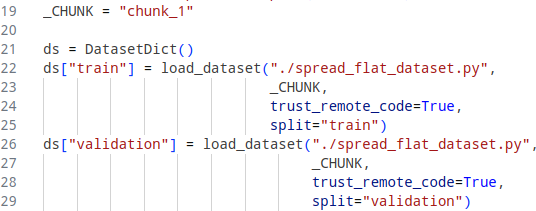 19 _CHUNK = "chunk_1"
20
21 ds = DatasetDict()
22 ds["train"] = load_dataset("./spread_flat_dataset.py",
23 _CHUNK,
24 trust_remote_code=True,
25 split="train")
26 ds["validation"] = load_dataset("./spread_flat_dataset.py",
27 _CHUNK,
28 trust_remote_code=True,
29 split="validation")